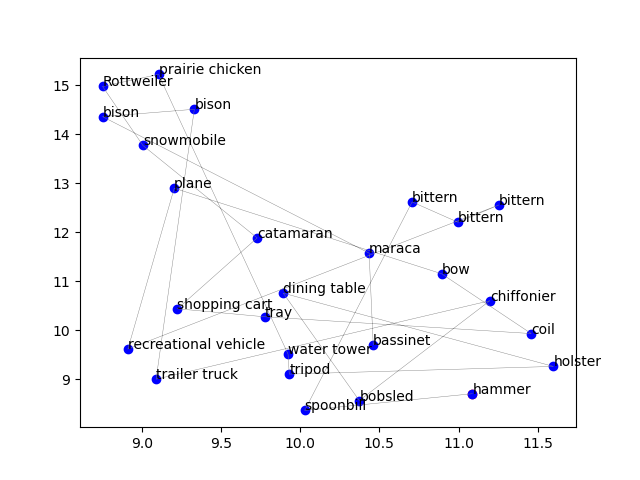 prairie chicken
Rottweiler
bison
bison
snowmobile
plane
bittern
bittern
bittern
catamaran
maraca
bow
dining table
chiffonier
shopping cart
tray
coil
recreational vehicle
bassinet
water tower
holster
trailer truck
tripod
bobsled
hammer
spoonbill
15
14
13
12
11
10
9
9.0 9.5 10.0 10.5 11.0 11.5